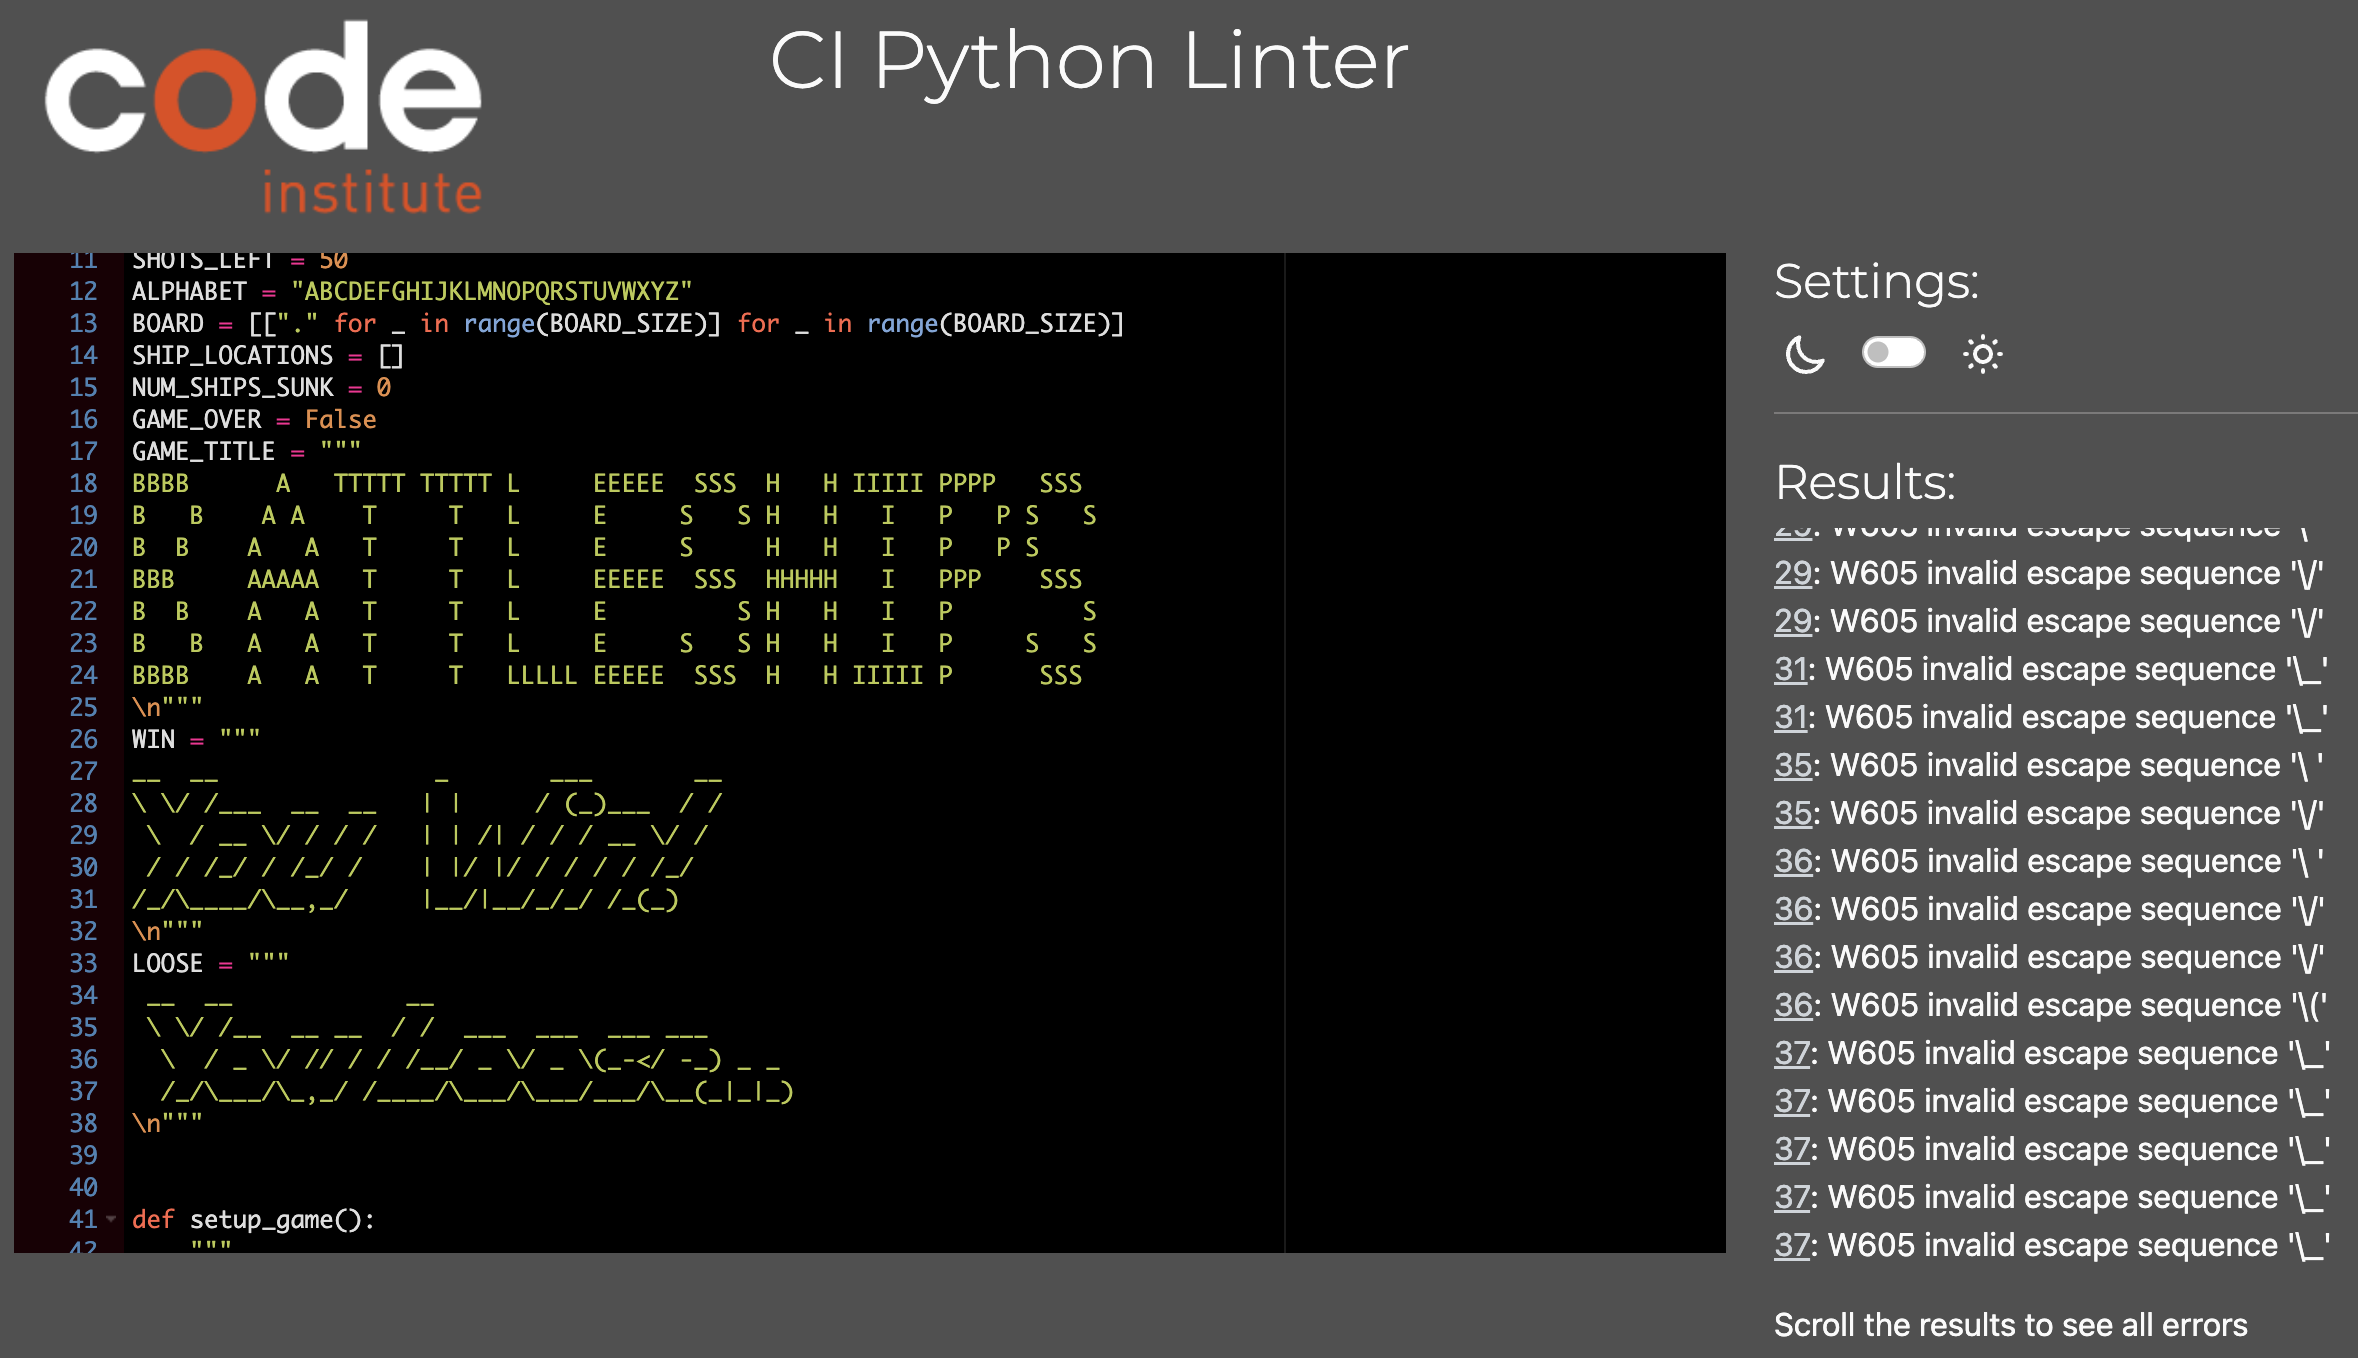 code
institute
CI Python Linter
11 SHOTS_LEFT = 50
12 ALPHABET = "ABCDEFGHIJKLMNOPQRSTUVWXYZ"
13 BOARD = [["." for _ in range(BOARD_SIZE)] for _ in range(BOARD_SIZE)]
14 SHIP_LOCATIONS = []
15 NUM_SHIPS_SUNK = 0
16 GAME_OVER = False
17 GAME_TITLE = """
18 BBBB      A   TTTTT TTTTT L     EEEEE  SSS  H   H IIIII PPPP   SSS
19 B   B    A A    T     T   L     E     S   S H   H   I   P   P S   S
20 B  B    A   A   T     T   L     E     S     H   H   I   P   P S
21 BBB     AAAAA   T     T   L     EEEEE  SSS  HHHHH   I   PPP    SSS
22 B  B    A   A   T     T   L     E         S H   H   I   P         S
23 B   B   A   A   T     T   L     E     S   S H   H   I   P     S   S
24 BBBB    A   A   T     T   LLLLL EEEEE  SSS  H   H IIIII P      SSS
25 \n"""
26 WIN = """
27 __  __               _       ___       __
28 \ \/ /___  __  __   | |     / (_)___  / /
29  \  / __ \/ / / /   | | /| / / / __ \/ /
30  / / /_/ / /_/ /    | |/ |/ / / / / /_/
31 /_/\____/\__,_/     |__/|__/_/_/ /_(_)
32 \n"""
33 LOOSE = """
34  __  __            __
35  \ \/ /__  __ __  / /  ___  ___  ___ ___
36   \  / _ \/ // / / /__/ _ \/ _ \(_-</ -_) _ _
37   /_/\___/\_,_/ /____/\___/\___/___/\__(_|_|_)
38 \n"""
39
40
41 def setup_game():
42     """
Settings:
Results:
29: W605 invalid escape sequence '\
29: W605 invalid escape sequence '\/'
29: W605 invalid escape sequence '\/'
31: W605 invalid escape sequence '\_'
31: W605 invalid escape sequence '\_'
35: W605 invalid escape sequence '\ '
35: W605 invalid escape sequence '\/'
36: W605 invalid escape sequence '\ '
36: W605 invalid escape sequence '\/'
36: W605 invalid escape sequence '\/'
36: W605 invalid escape sequence '\('
37: W605 invalid escape sequence '\_'
37: W605 invalid escape sequence '\_'
37: W605 invalid escape sequence '\_'
37: W605 invalid escape sequence '\_'
37: W605 invalid escape sequence '\_'
Scroll the results to see all errors